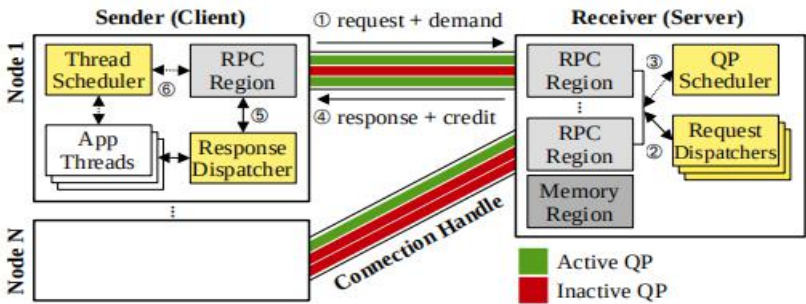 Sender (Client)
① request + demand
Receiver (Server)
Node 1
Thread
Scheduler
RPC
Region
⑥
⑤
App
Threads
Response
Dispatcher
④ response + credit
RPC
Region
③
QP
Scheduler
⋮
RPC
Region
②
Request
Dispatchers
Memory
Region
Node N
Connection Handle
Active QP
Inactive QP